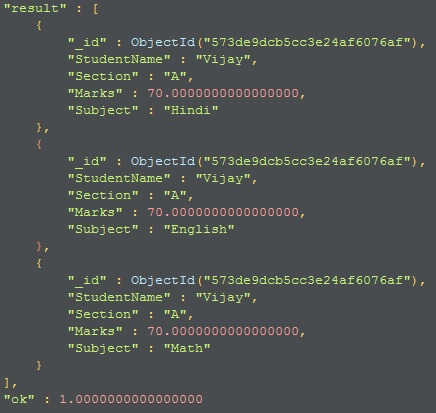 "result" : [
    {
        "_id" : ObjectId("573de9dcb5cc3e24af6076af"),
        "StudentName" : "Vijay",
        "Section" : "A",
        "Marks" : 70.0000000000000000,
        "Subject" : "Hindi"
    },
    {
        "_id" : ObjectId("573de9dcb5cc3e24af6076af"),
        "StudentName" : "Vijay",
        "Section" : "A",
        "Marks" : 70.0000000000000000,
        "Subject" : "English"
    },
    {
        "_id" : ObjectId("573de9dcb5cc3e24af6076af"),
        "StudentName" : "Vijay",
        "Section" : "A",
        "Marks" : 70.0000000000000000,
        "Subject" : "Math"
    }
],
"ok" : 1.0000000000000000